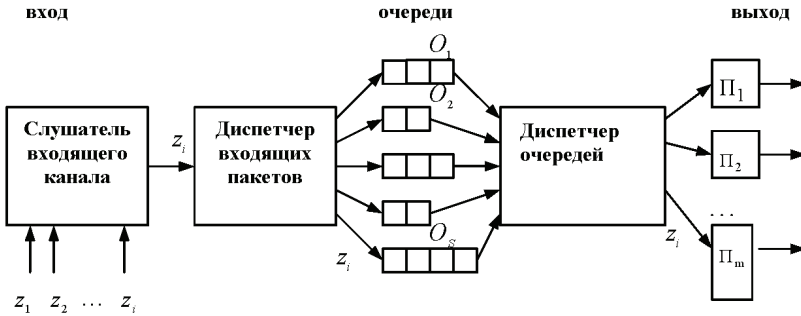 вход
очереди
выход
O₁
O₂
Слушатель
входящего
канала
zᵢ
Диспетчер
входящих
пакетов
Диспетчер
очередей
П₁
П₂
...
Пₘ
Oₛ
zᵢ
zᵢ
z₁ z₂ ... zᵢ